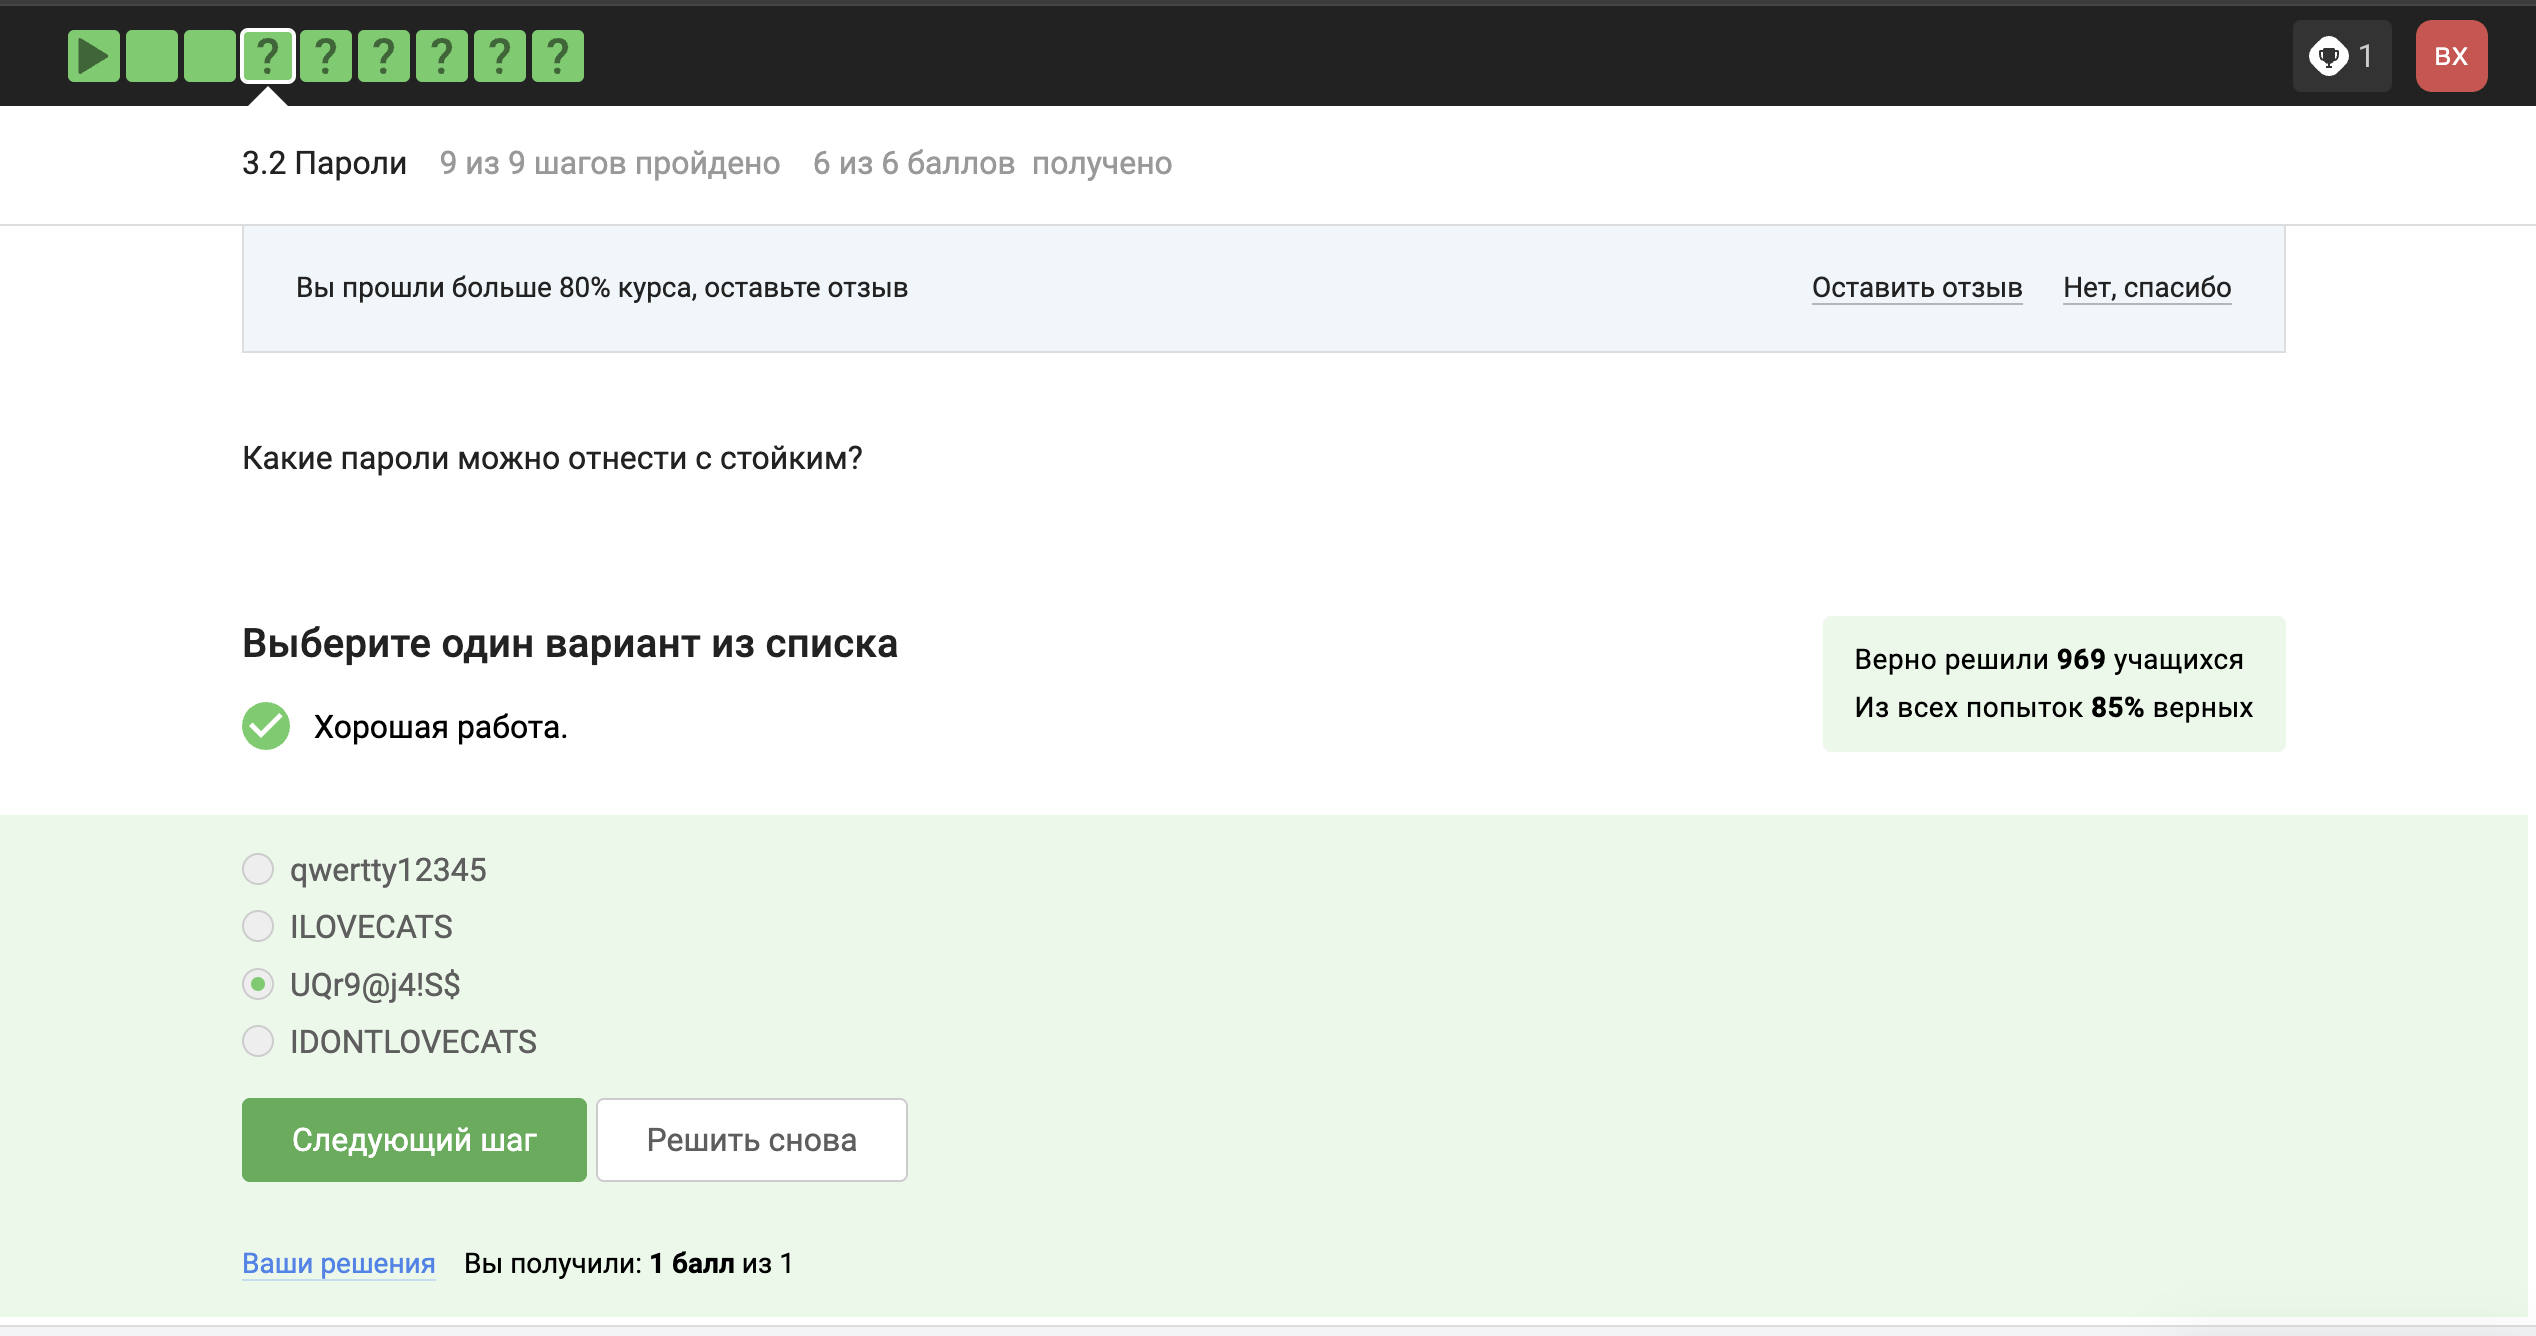 ? ? ? ? ? ?
1
ВХ
3.2 Пароли 9 из 9 шагов пройдено 6 из 6 баллов получено
Вы прошли больше 80% курса, оставьте отзыв Оставить отзыв Нет, спасибо
Какие пароли можно отнести с стойким?
Выберите один вариант из списка
Хорошая работа.
Верно решили 969 учащихся
Из всех попыток 85% верных
qwertty12345
ILOVECATS
UQr9@j4!S$
IDONTLOVECATS
Следующий шаг Решить снова
Ваши решения Вы получили: 1 балл из 1